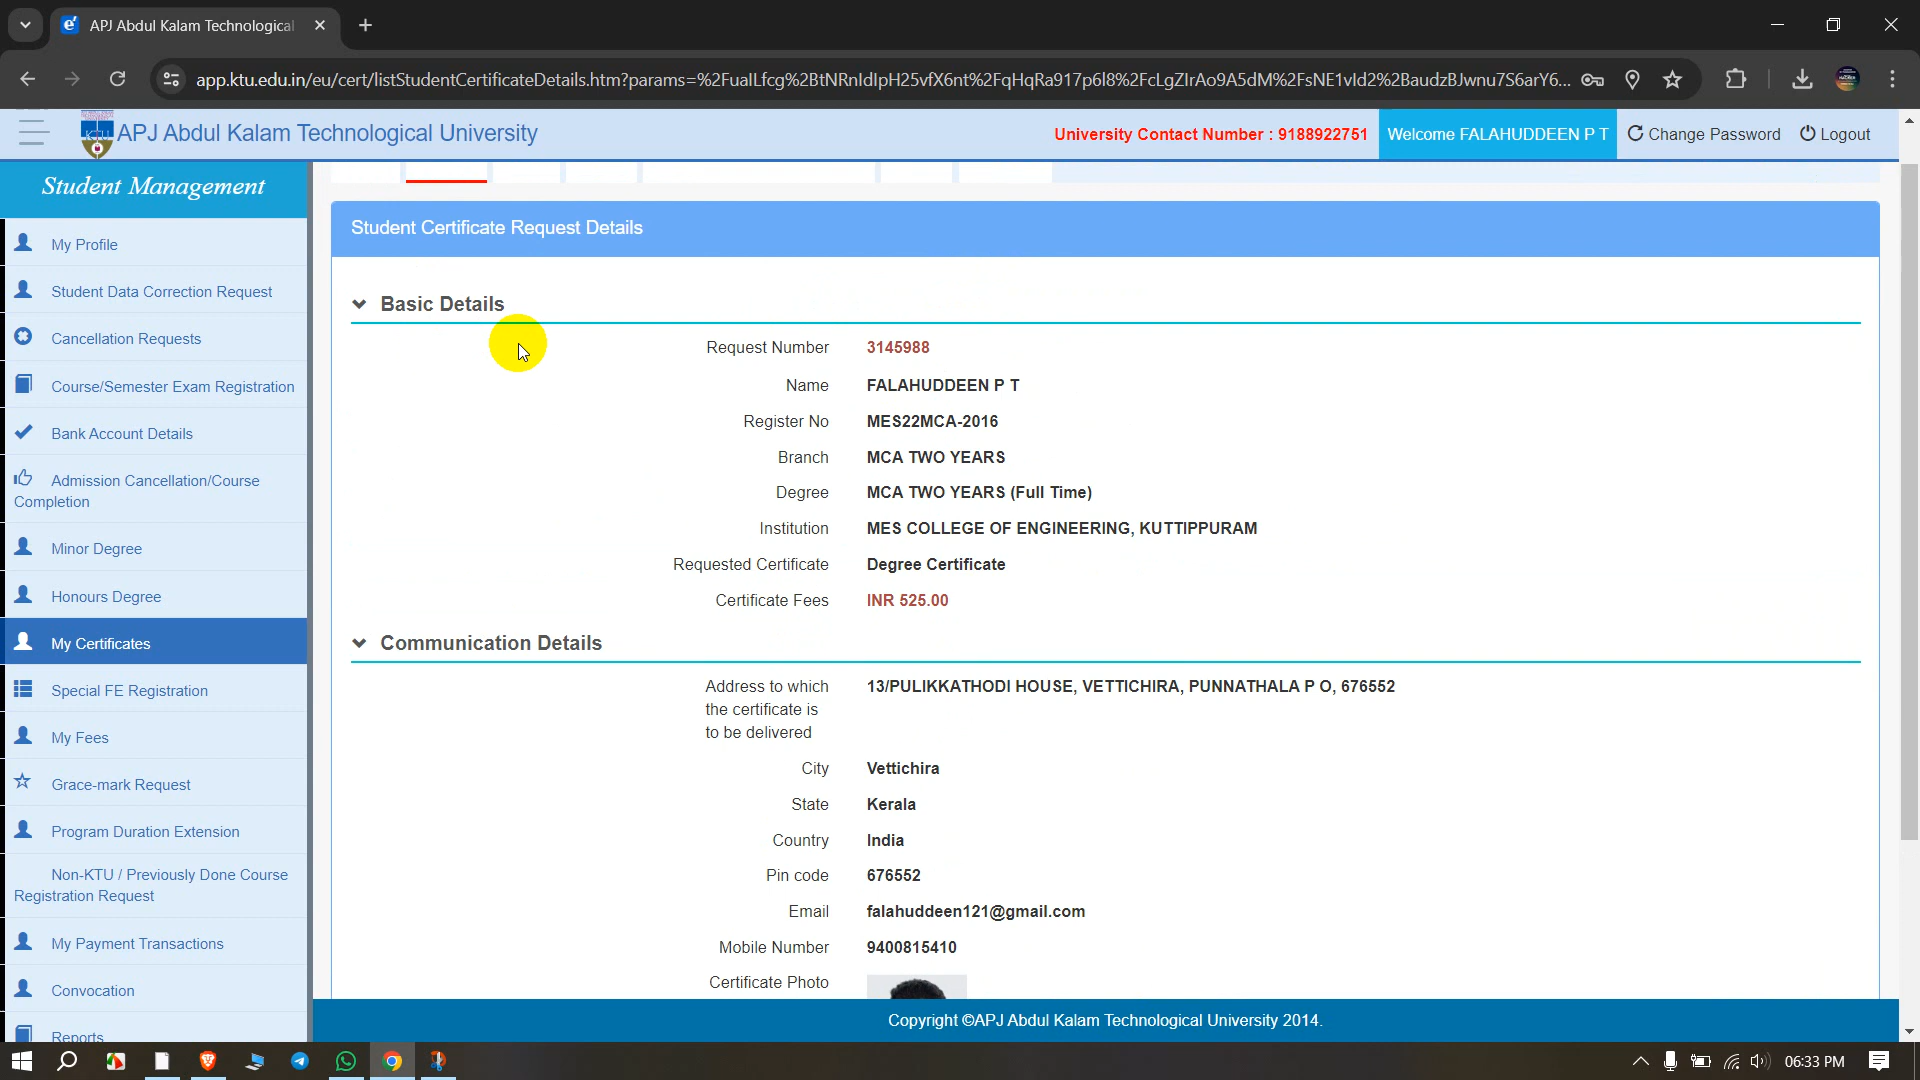 APJ Abdul Kalam Technological
app.ktu.edu.in/eu/cert/listStudentCertificateDetails.htm?params=%2FualLfcg%2BtNRnIdIpH25vfX6nt%2FqHqRa917p6l8%2FcLgZIrAo9A5dM%2FsNE1vId2%2BaudzBJwnu7S6arY6...
APJ Abdul Kalam Technological University
University Contact Number : 9188922751
Welcome FALAHUDDEEN P T
Change Password
Logout
Student Management
My Profile
Student Data Correction Request
Cancellation Requests
Course/Semester Exam Registration
Bank Account Details
Admission Cancellation/Course
Completion
Minor Degree
Honours Degree
My Certificates
Special FE Registration
My Fees
Grace-mark Request
Program Duration Extension
Non-KTU / Previously Done Course
Registration Request
My Payment Transactions
Convocation
Reports
Student Certificate Request Details
Basic Details
Request Number 3145988
Name FALAHUDDEEN P T
Register No MES22MCA-2016
Branch MCA TWO YEARS
Degree MCA TWO YEARS (Full Time)
Institution MES COLLEGE OF ENGINEERING, KUTTIPPURAM
Requested Certificate Degree Certificate
Certificate Fees INR 525.00
Communication Details
Address to which 13/PULIKKATHODI HOUSE, VETTICHIRA, PUNNATHALA P O, 676552
the certificate is
to be delivered
City Vettichira
State Kerala
Country India
Pin code 676552
Email falahuddeen121@gmail.com
Mobile Number 9400815410
Certificate Photo
Copyright ©APJ Abdul Kalam Technological University 2014.
06:33 PM